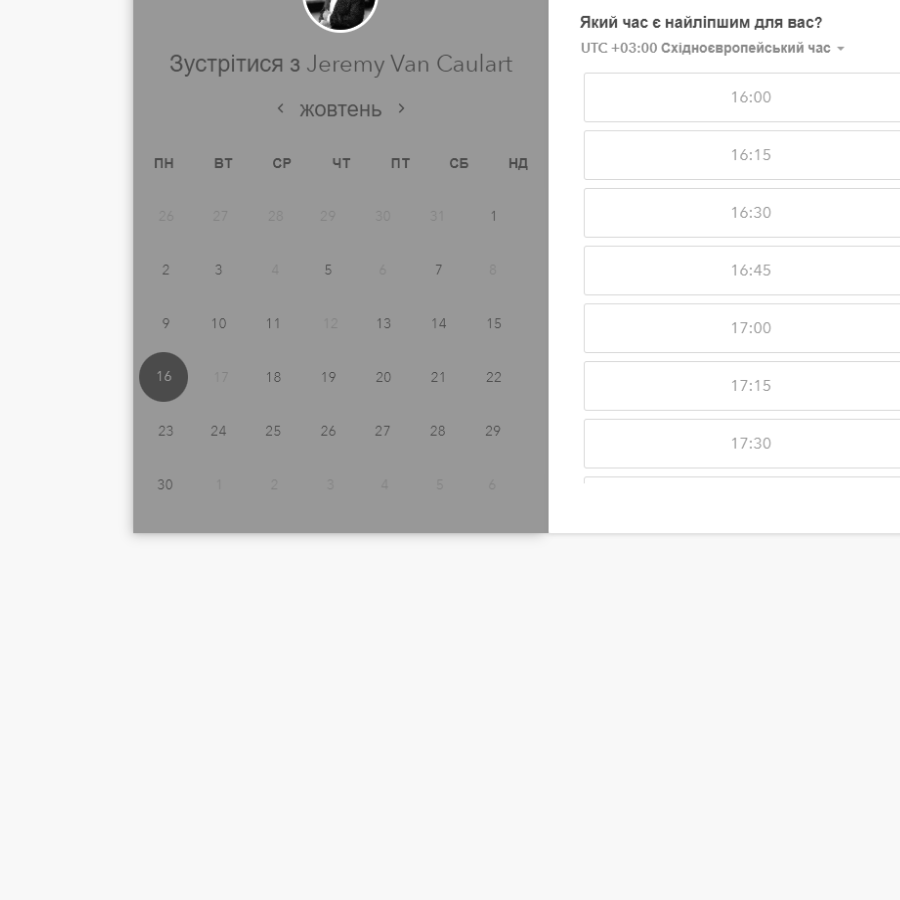 Зустрітися з Jeremy Van Caulart
жовтень
ПН ВТ СР ЧТ ПТ СБ НД
26 27 28 29 30 31 1
2 3 4 5 6 7 8
9 10 11 12 13 14 15
16 17 18 19 20 21 22
23 24 25 26 27 28 29
30 1 2 3 4 5 6
Який час є найліпшим для вас?
UTC +03:00 Східноєвропейський час
16:00
16:15
16:30
16:45
17:00
17:15
17:30